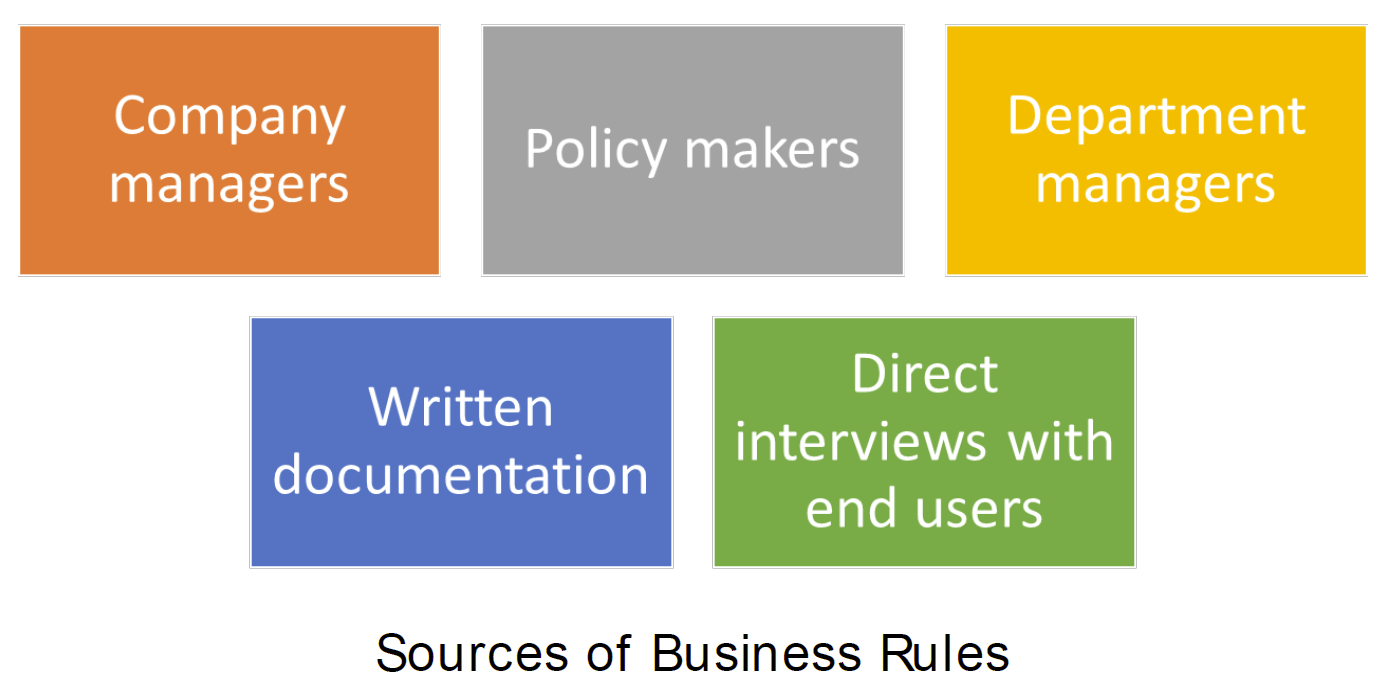 Company
managers
Policy makers
Department
managers
Written
documentation
Direct
interviews with
end users
Sources of Business Rules